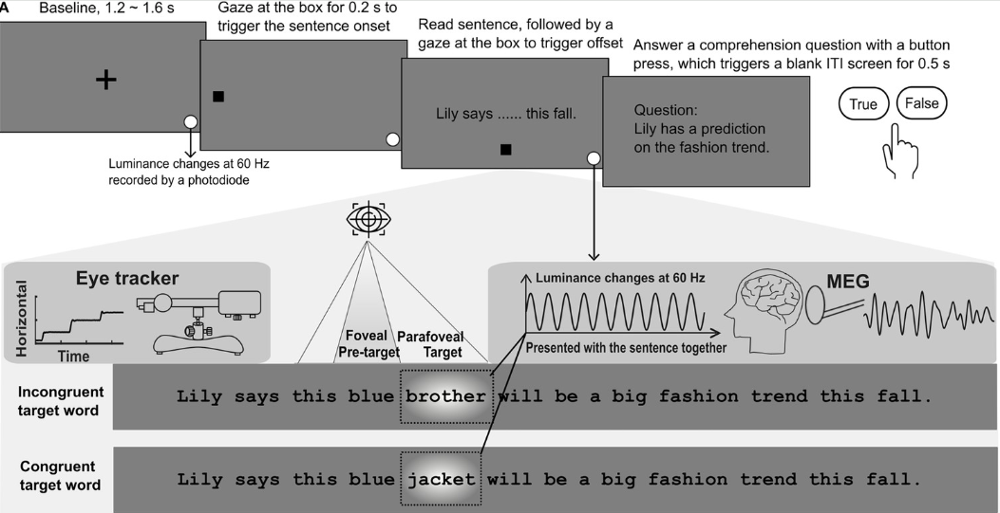 A
Baseline, 1.2 ~ 1.6 s
Gaze at the box for 0.2 s to
trigger the sentence onset
Read sentence, followed by a
gaze at the box to trigger offset
Answer a comprehension question with a button
press, which triggers a blank ITI screen for 0.5 s
Lily says ...... this fall.
Question:
Lily has a prediction
on the fashion trend.
True
False
Luminance changes at 60 Hz
recorded by a photodiode
Eye tracker
Horizontal
Time
Foveal
Pre-target
Parafoveal
Target
Luminance changes at 60 Hz
Presented with the sentence together
MEG
Incongruent
target word
Lily says this blue brother will be a big fashion trend this fall.
Congruent
target word
Lily says this blue jacket will be a big fashion trend this fall.